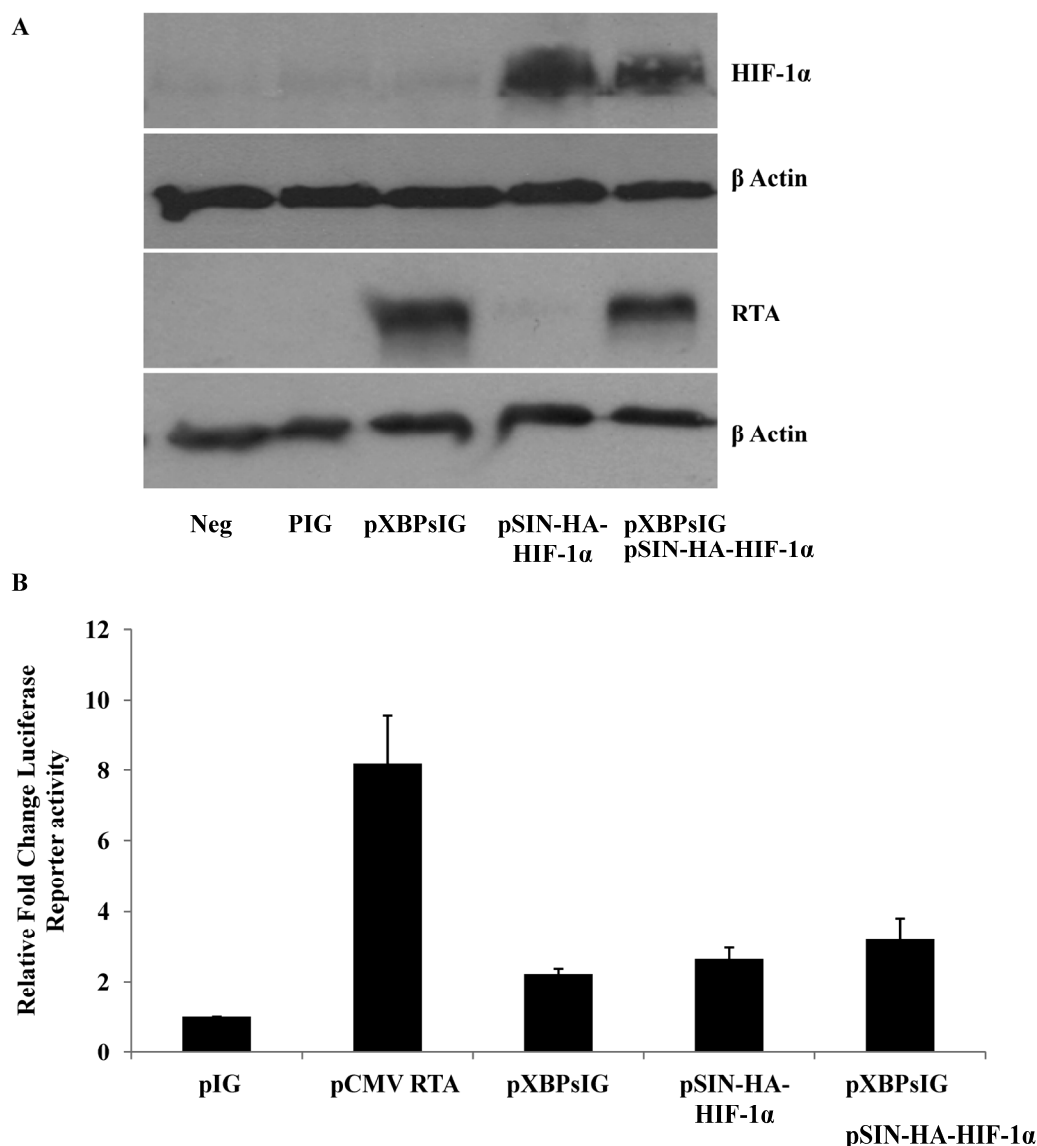 A
HIF-1α
β Actin
RTA
β Actin
Neg PIG pXBPsIG pSIN-HA- pXBPsIG
HIF-1α pSIN-HA-HIF-1α
B
Relative Fold Change Luciferase
Reporter activity
12
10
8
6
4
2
0
pIG pCMV RTA pXBPsIG pSIN-HA- pXBPsIG
HIF-1α
pSIN-HA-HIF-1α